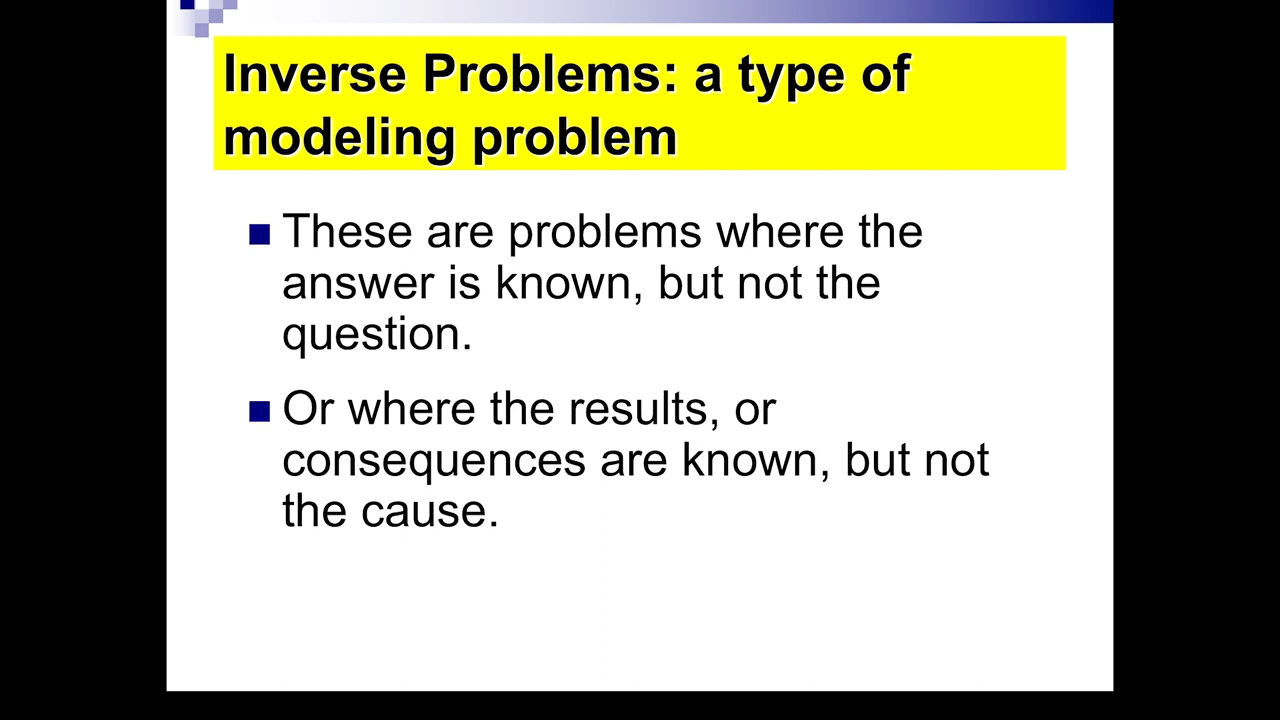 Inverse Problems: a type of
modeling problem
These are problems where the
answer is known, but not the
question.
Or where the results, or
consequences are known, but not
the cause.